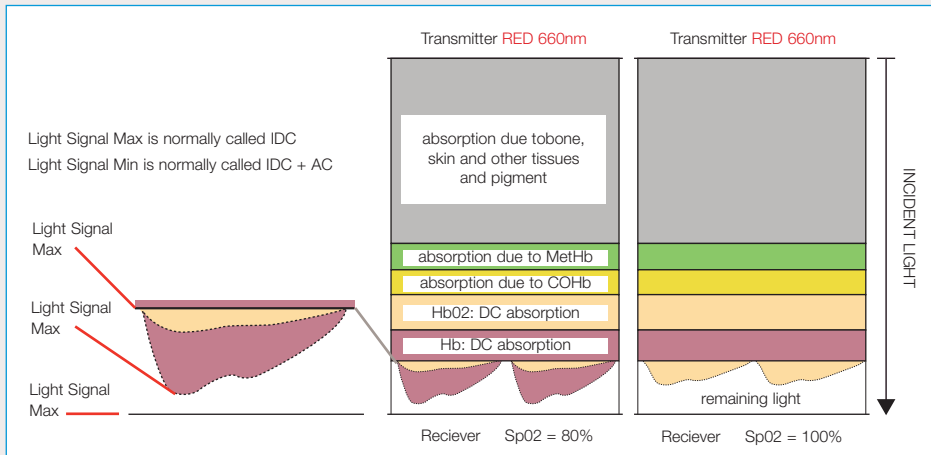 Transmitter RED 660nm
Transmitter RED 660nm
Light Signal Max is normally called IDC
Light Signal Min is normally called IDC + AC
absorption due tobone,
skin and other tissues
and pigment
INCIDENT LIGHT
Light Signal
Max
absorption due to MetHb
absorption due to COHb
Light Signal
Max
Hb02: DC absorption
Hb: DC absorption
Light Signal
Max
remaining light
Reciever Sp02 = 80%
Reciever Sp02 = 100%